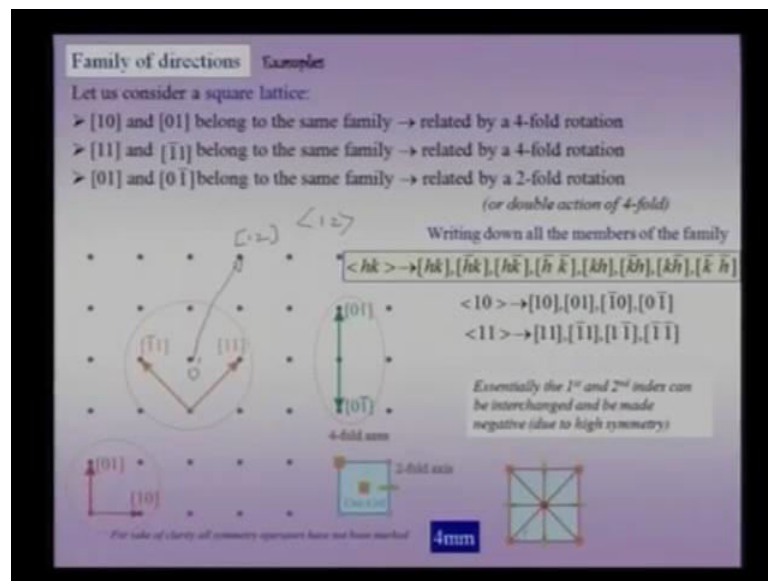 Family of directions Examples
Let us consider a square lattice:
➤ [10] and [01] belong to the same family → related by a 4-fold rotation
➤ [11] and [1̄1] belong to the same family → related by a 4-fold rotation
➤ [01] and [01̄] belong to the same family → related by a 2-fold rotation
(or double action of 4-fold)
[12] <12>
Writing down all the members of the family
<hk>→[hk],[h̄k],[hk̄],[h̄ k̄],[kh],[k̄h],[kh̄],[k̄ h̄]
<10>→[10],[01],[1̄0],[01̄]
<11>→[11],[1̄1],[11̄],[1̄1̄]
[01]
[1̄1] [11]
O
[01̄]
Essentially the 1st and 2nd index can
be interchanged and be made
negative (due to high symmetry)
4-fold axes
[01]
2-fold axis
[10]
Unit Cell
For sake of clarity all symmetry operators have not been marked
4mm